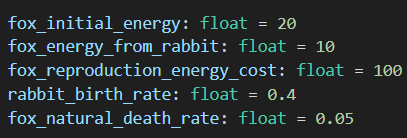 fox_initial_energy: float = 20
fox_energy_from_rabbit: float = 10
fox_reproduction_energy_cost: float = 100
rabbit_birth_rate: float = 0.4
fox_natural_death_rate: float = 0.05